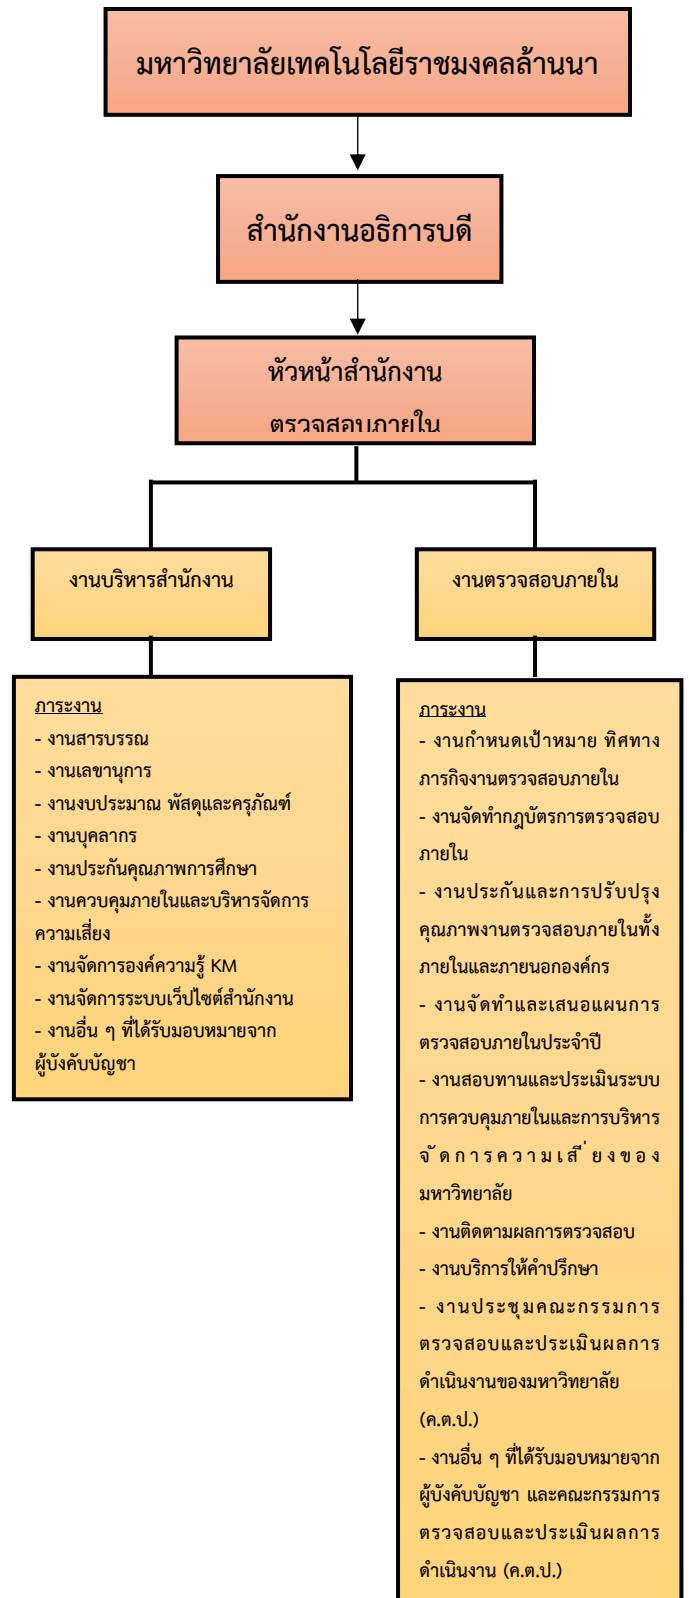 มหาวิทยาลัยเทคโนโลยีราชมงคลล้านนา
สำนักงานอธิการบดี
หัวหน้าสำนักงาน
ตรวจสอบภายใน
งานบริหารสำนักงาน
ภาระงาน
- งานสารบรรณ
- งานเลขานุการ
- งานงบประมาณ พัสดุและครุภัณฑ์
- งานบุคลากร
- งานประกันคุณภาพการศึกษา
- งานควบคุมภายในและบริหารจัดการ
ความเสี่ยง
- งานจัดการองค์ความรู้ KM
- งานจัดการระบบเว็ปไซต์สำนักงาน
- งานอื่น ๆ ที่ได้รับมอบหมายจาก
ผู้บังคับบัญชา
งานตรวจสอบภายใน
ภาระงาน
- งานกำหนดเป้าหมาย ทิศทาง
ภารกิจงานตรวจสอบภายใน
- งานจัดทำกฎบัตรการตรวจสอบ
ภายใน
- งานประกันและการปรับปรุง
คุณภาพงานตรวจสอบภายในทั้ง
ภายในและภายนอกองค์กร
- งานจัดทำและเสนอแผนการ
ตรวจสอบภายในประจำปี
- งานสอบทานและประเมินระบบ
การควบคุมภายในและการบริหาร
จัดการความเสี่ยงของ
มหาวิทยาลัย
- งานติดตามผลการตรวจสอบ
- งานบริการให้คำปรึกษา
- งานประชุมคณะกรรมการ
ตรวจสอบและประเมินผลการ
ดำเนินงานของมหาวิทยาลัย
(ค.ต.ป.)
- งานอื่น ๆ ที่ได้รับมอบหมายจาก
ผู้บังคับบัญชา และคณะกรรมการ
ตรวจสอบและประเมินผลการ
ดำเนินงาน (ค.ต.ป.)